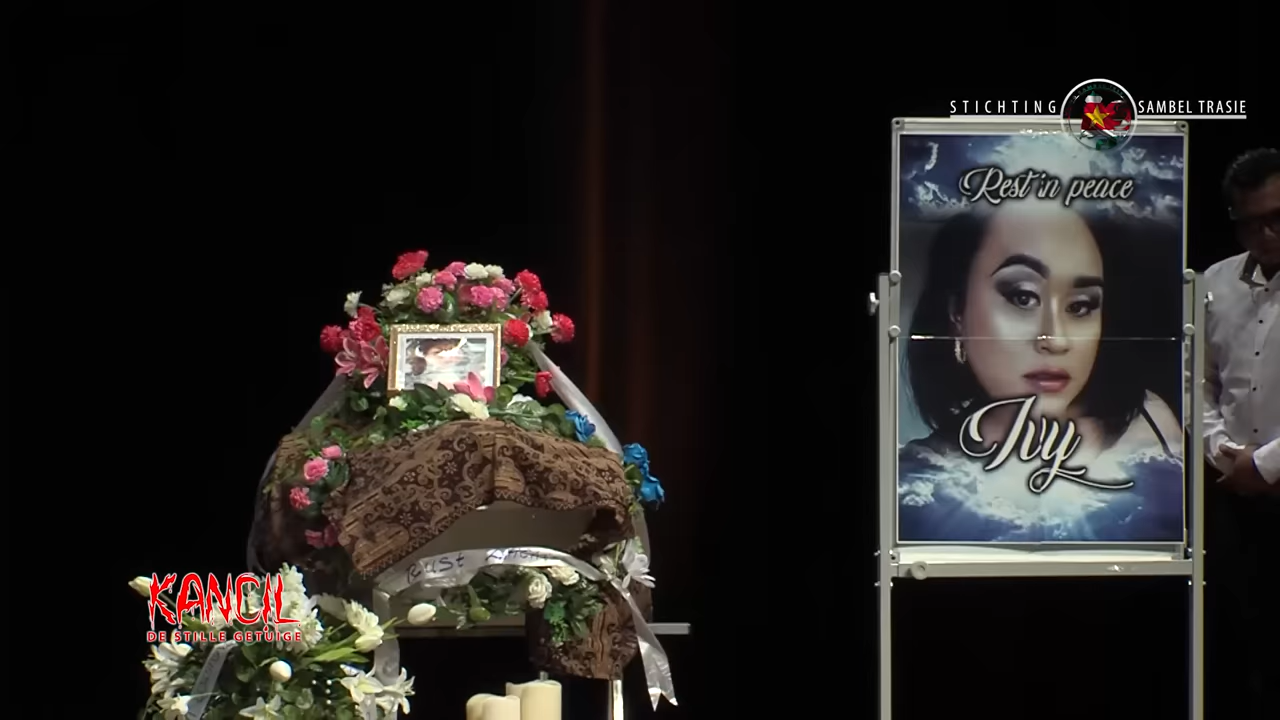 STICHTING SAMBEL TRASIE
Rest in peace
Ivy
Rust
KANCIL
DE STILLE GETUIGE